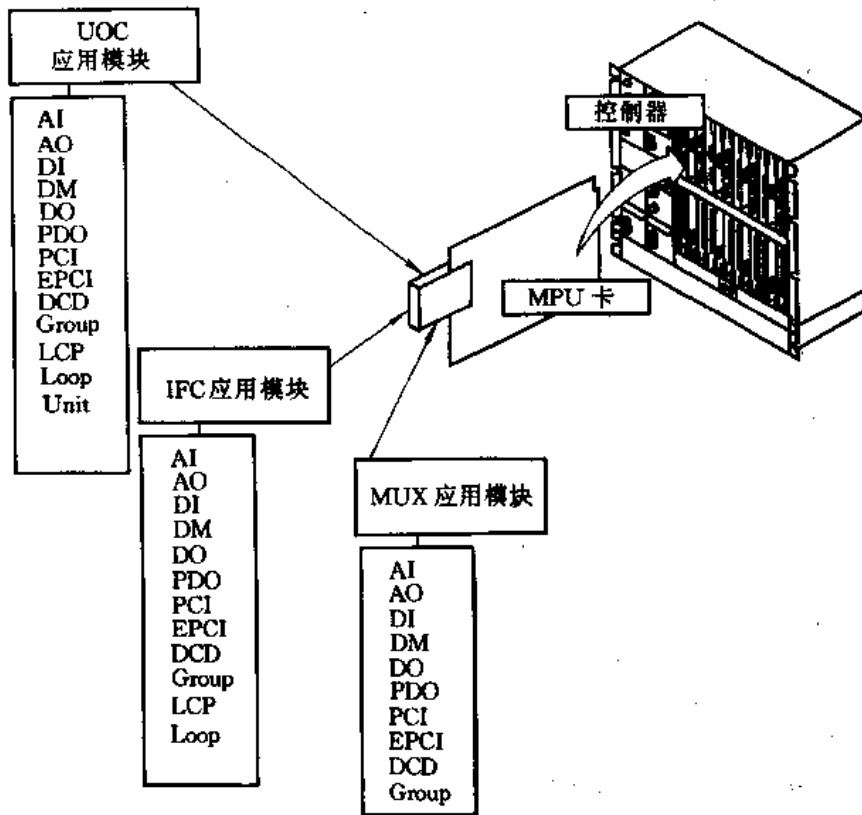 UOC
应用模块
AI
AO
DI
DM
DO
PDO
PCI
EPCI
DCD
Group
LCP
Loop
Unit
控制器
MPU 卡
IFC 应用模块
AI
AO
DI
DM
DO
PDO
PCI
EPCI
DCD
Group
LCP
Loop
MUX 应用模块
AI
AO
DI
DM
DO
PDO
PCI
EPCI
DCD
Group